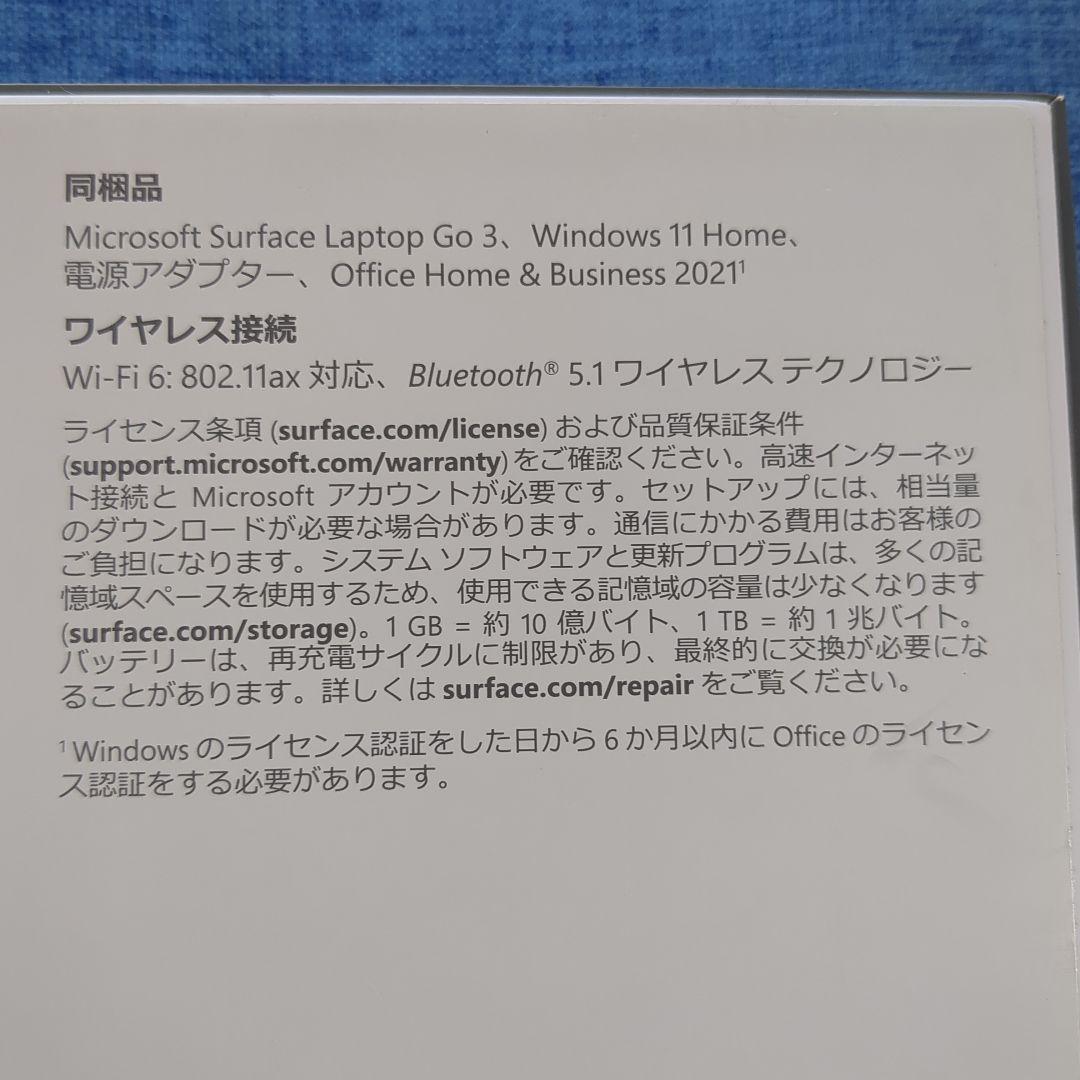 同梱品
Microsoft Surface Laptop Go 3、Windows 11 Home、
電源アダプター、Office Home & Business 2021¹
ワイヤレス接続
Wi-Fi 6: 802.11ax 対応、Bluetooth® 5.1 ワイヤレス テクノロジー
ライセンス条項 (surface.com/license) および品質保証条件
(support.microsoft.com/warranty) をご確認ください。高速インターネッ
ト接続と Microsoft アカウントが必要です。セットアップには、相当量
のダウンロードが必要な場合があります。通信にかかる費用はお客様の
ご負担になります。システム ソフトウェアと更新プログラムは、多くの記
憶域スペースを使用するため、使用できる記憶域の容量は少なくなります
(surface.com/storage)。1 GB = 約 10 億バイト、1 TB = 約 1 兆バイト。
バッテリーは、再充電サイクルに制限があり、最終的に交換が必要にな
ることがあります。詳しくは surface.com/repair をご覧ください。
¹ Windows のライセンス認証をした日から 6 か月以内に Office のライセン
ス認証をする必要があります。